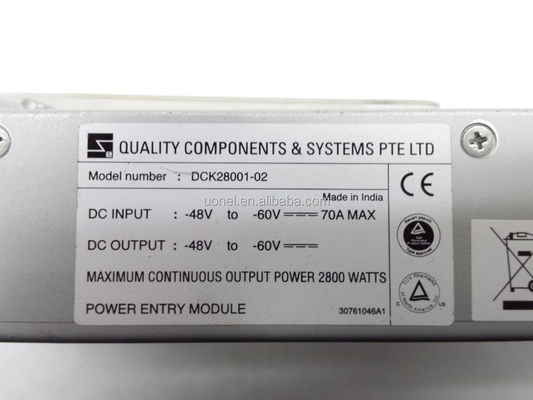 QUALITY COMPONENTS & SYSTEMS PTE LTD
Model number : DCK28001-02
Made in India
DC INPUT : -48V to -60V 70A MAX
DC OUTPUT : -48V to -60V
MAXIMUM CONTINUOUS OUTPUT POWER 2800 WATTS
POWER ENTRY MODULE 30761046A1
CE
uonel.en.alibaba.com